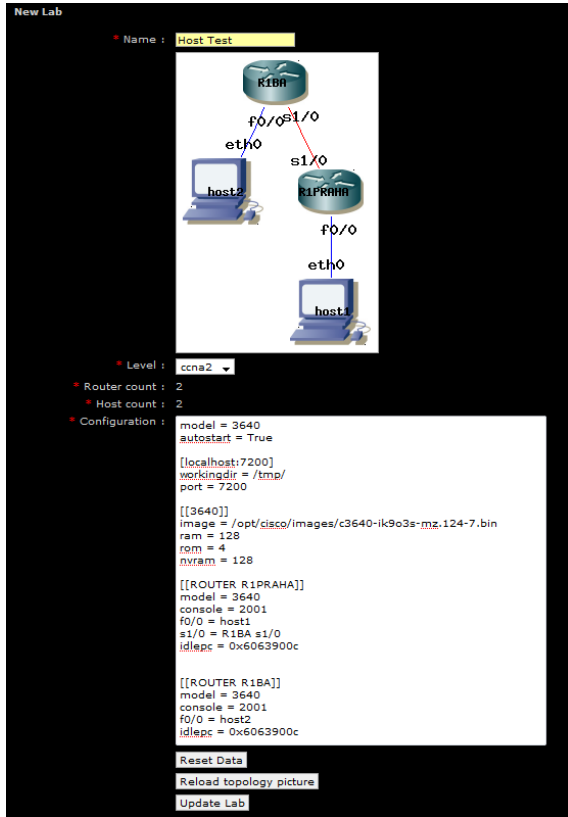 New Lab
* Name : Host Test
R1BA
f0/0 s1/0
eth0
s1/0
host2
R1PRAHA
f0/0
eth0
host1
* Level : ccna2
* Router count : 2
* Host count : 2
* Configuration :
model = 3640
autostart = True
[localhost:7200]
workingdir = /tmp/
port = 7200
[[3640]]
image = /opt/cisco/images/c3640-ik9o3s-mz.124-7.bin
ram = 128
rom = 4
nvram = 128
[[ROUTER R1PRAHA]]
model = 3640
console = 2001
f0/0 = host1
s1/0 = R1BA s1/0
idlepc = 0x6063900c
[[ROUTER R1BA]]
model = 3640
console = 2001
f0/0 = host2
idlepc = 0x6063900c
Reset Data
Reload topology picture
Update Lab